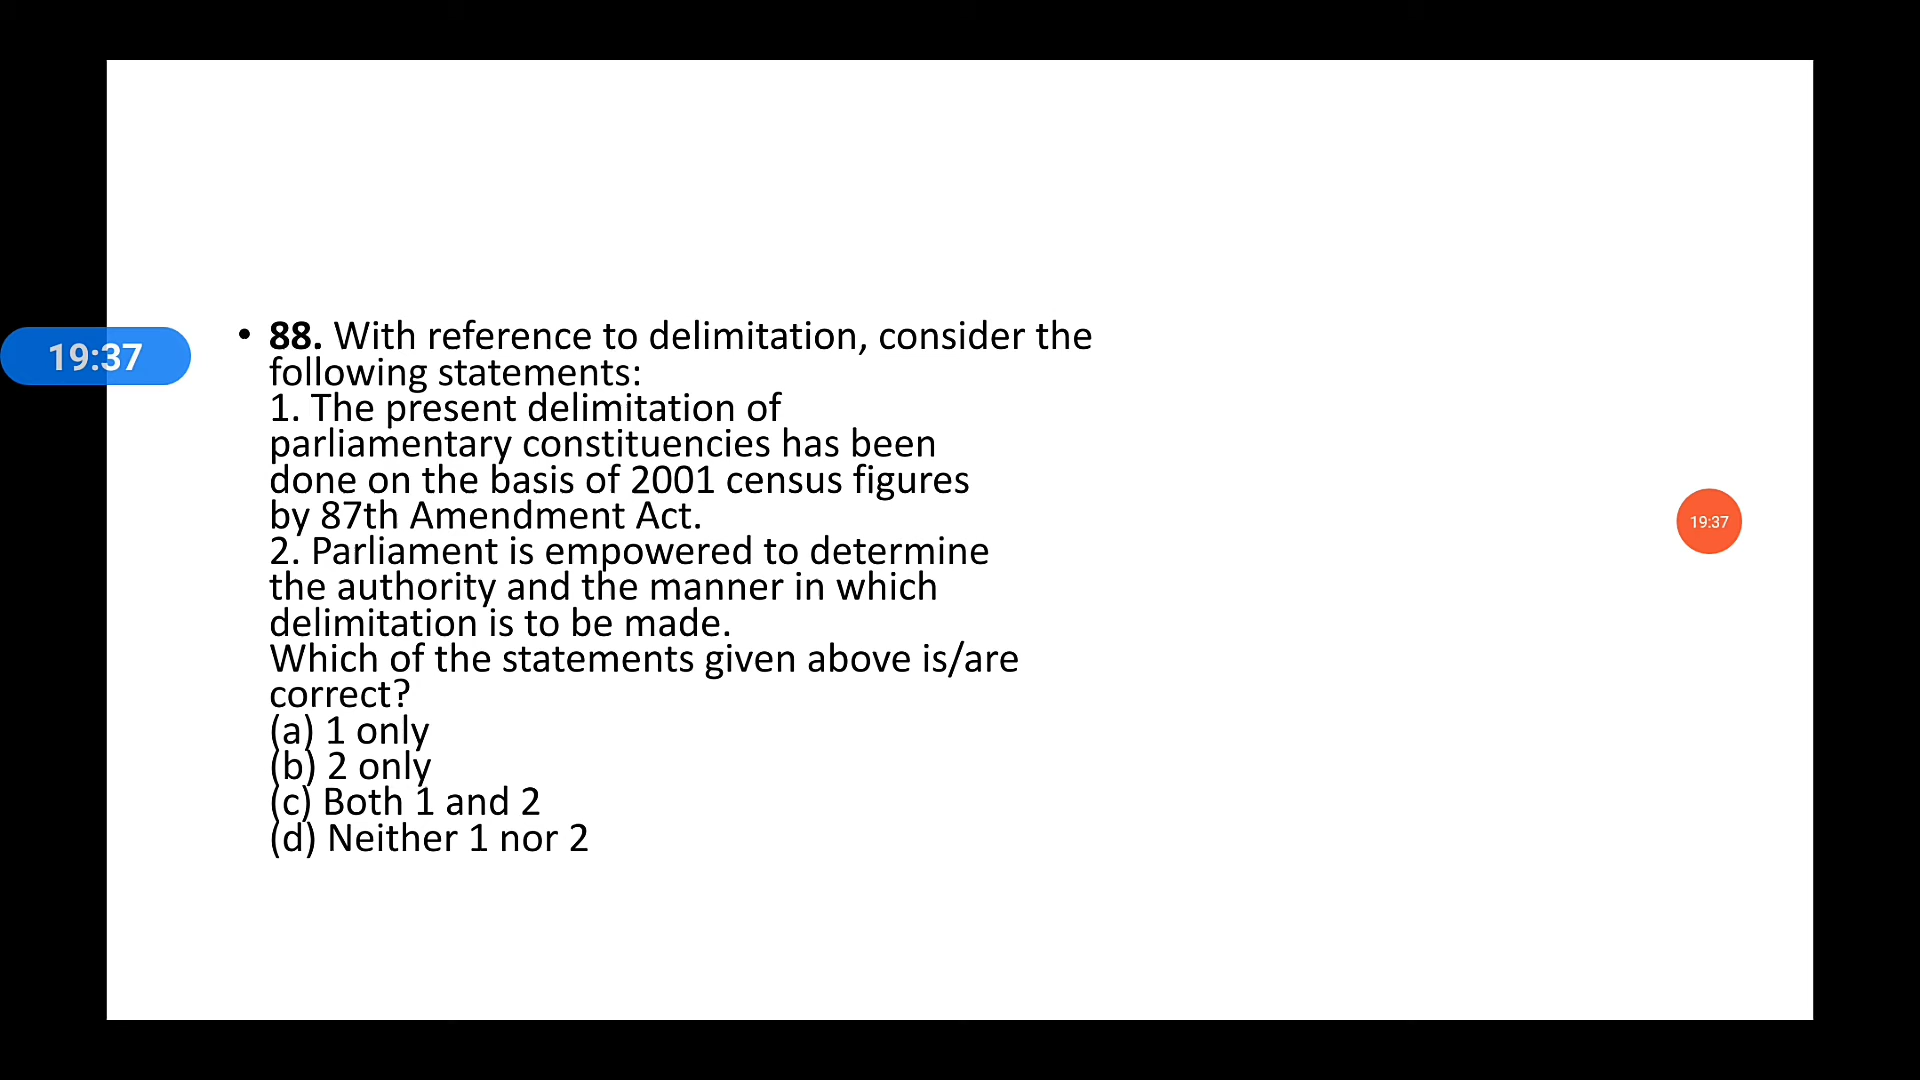 • 88. With reference to delimitation, consider the
following statements:
1. The present delimitation of
parliamentary constituencies has been
done on the basis of 2001 census figures
by 87th Amendment Act.
2. Parliament is empowered to determine
the authority and the manner in which
delimitation is to be made.
Which of the statements given above is/are
correct?
(a) 1 only
(b) 2 only
(c) Both 1 and 2
(d) Neither 1 nor 2
19:37
19:37